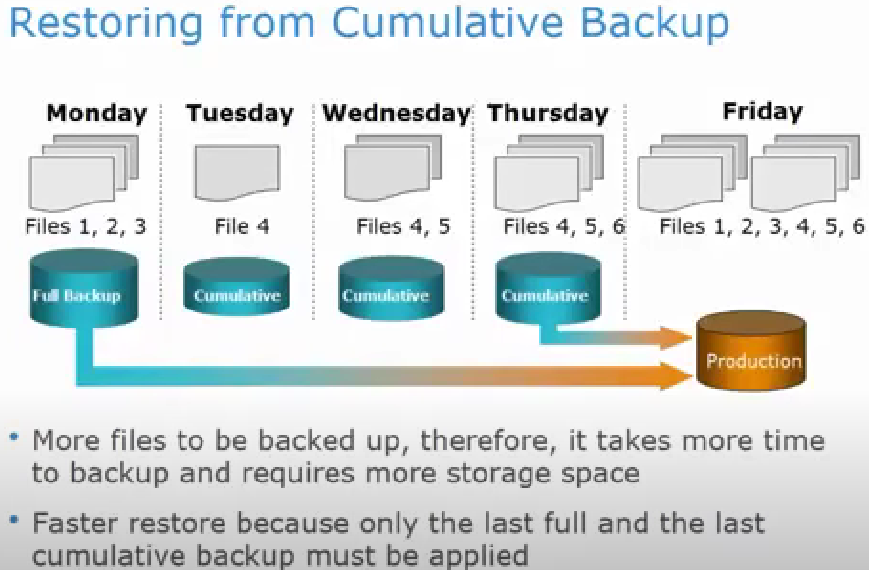 Restoring from Cumulative Backup
Monday Tuesday Wednesday Thursday Friday
Files 1, 2, 3 File 4 Files 4, 5 Files 4, 5, 6 Files 1, 2, 3, 4, 5, 6
Full Backup Cumulative Cumulative Cumulative
Production
• More files to be backed up, therefore, it takes more time
to backup and requires more storage space
• Faster restore because only the last full and the last
cumulative backup must be applied